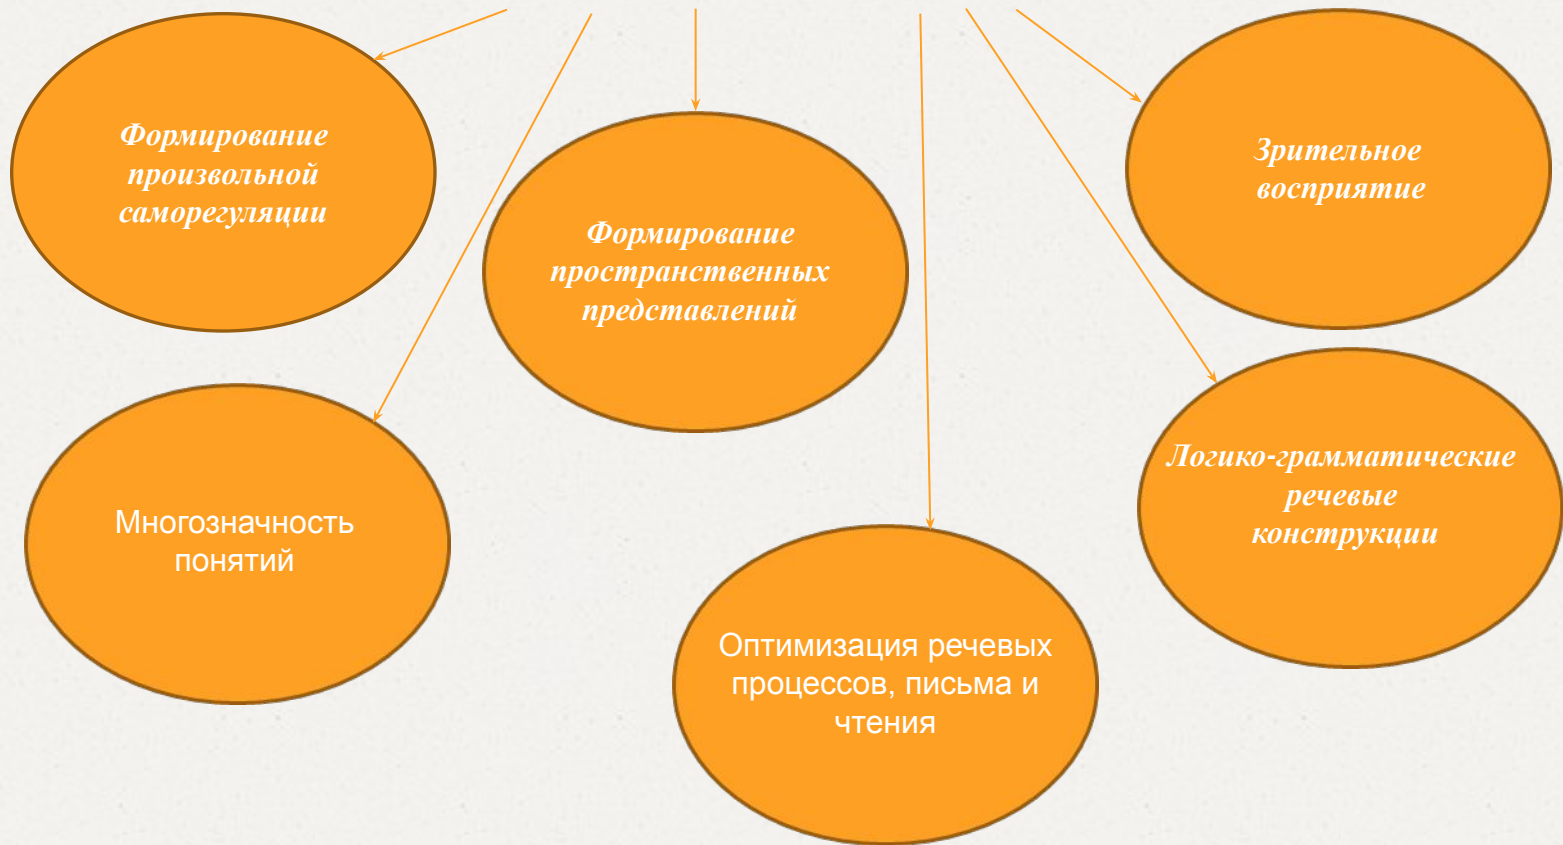 Формирование
произвольной
саморегуляции
Формирование
пространственных
представлений
Зрительное
восприятие
Многозначность
понятий
Логико-грамматические
речевые
конструкции
Оптимизация речевых
процессов, письма и
чтения